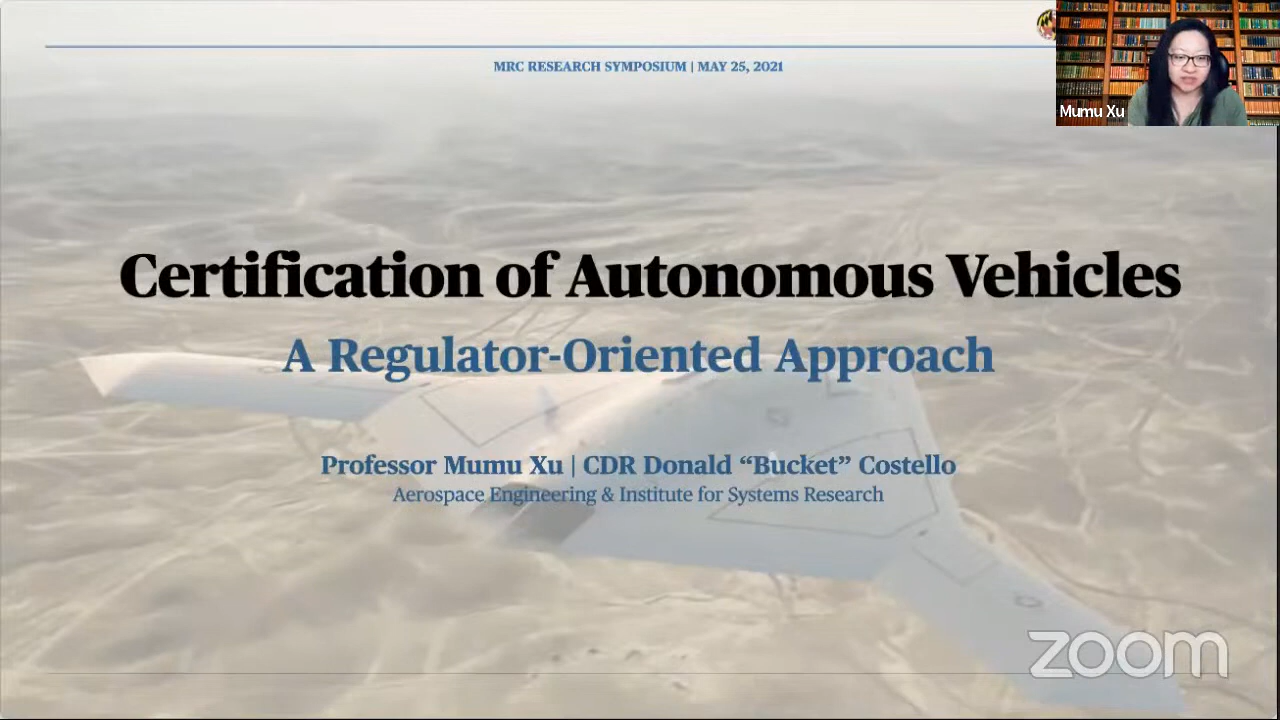 MRC RESEARCH SYMPOSIUM | MAY 25, 2021
Mumu Xu
Certification of Autonomous Vehicles
A Regulator-Oriented Approach
Professor Mumu Xu | CDR Donald “Bucket” Costello
Aerospace Engineering & Institute for Systems Research
zoom